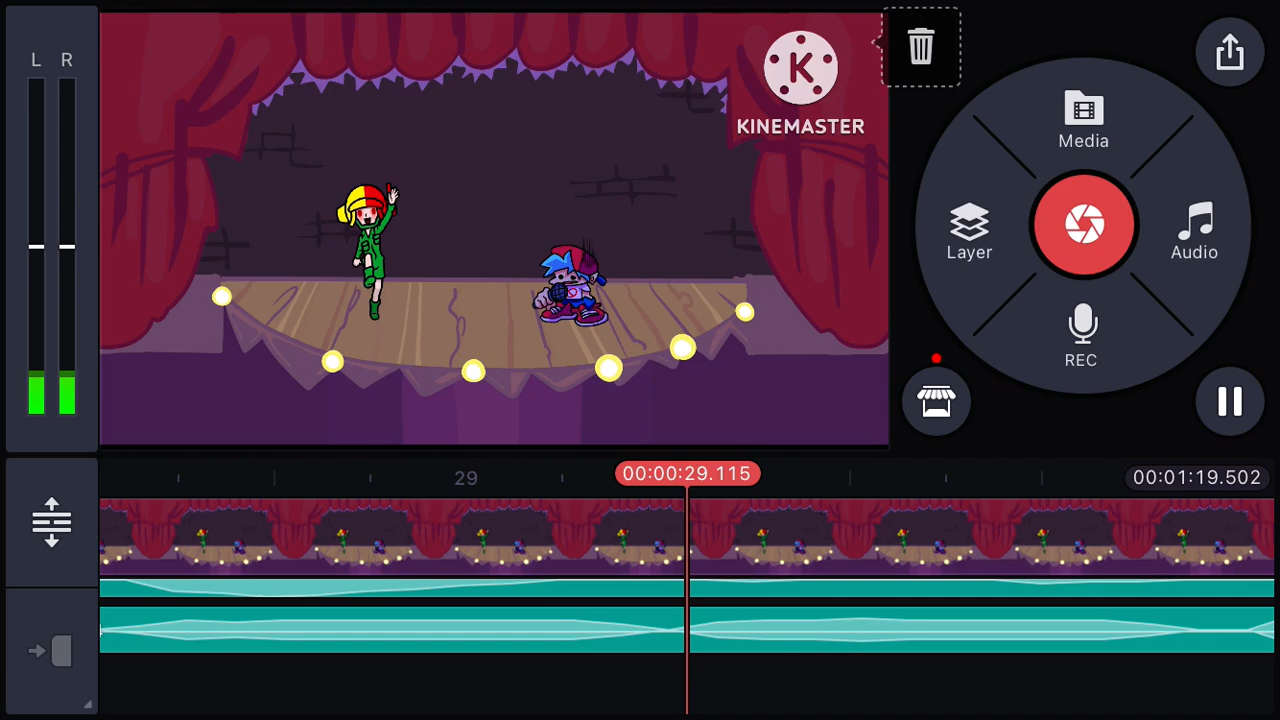 L R
K
KINEMASTER
Media
Layer
Audio
REC
29
00:00:29.115
00:01:19.502